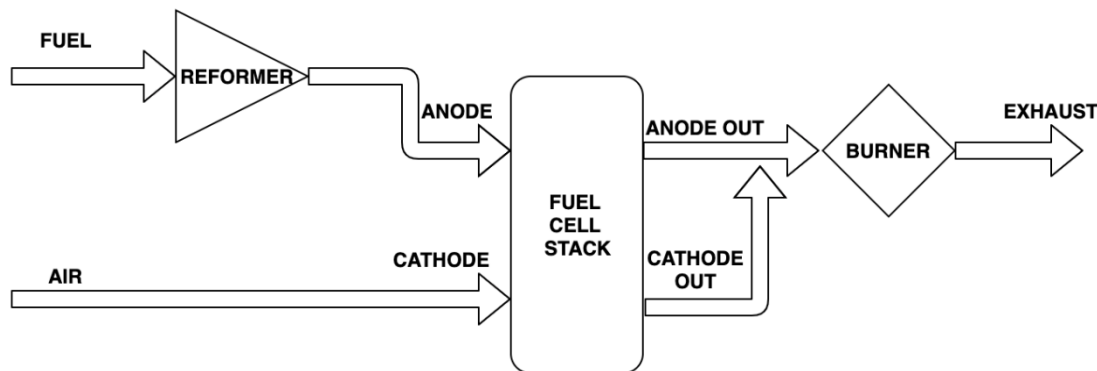 FUEL
REFORMER
ANODE
AIR
CATHODE
FUEL
CELL
STACK
ANODE OUT
CATHODE
OUT
BURNER
EXHAUST